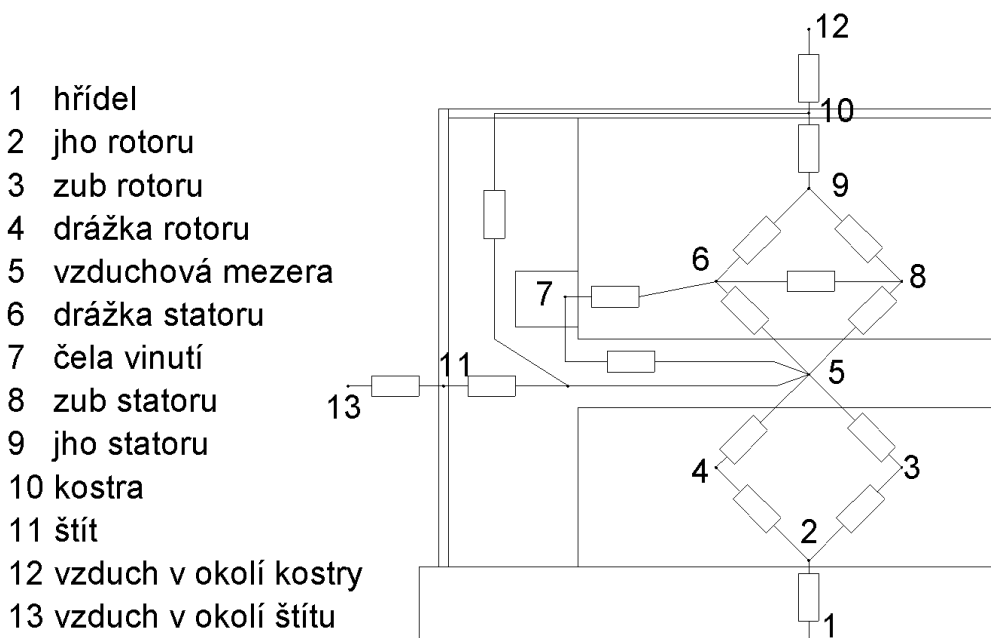 1 hřídel
2 jho rotoru
3 zub rotoru
4 drážka rotoru
5 vzduchová mezera
6 drážka statoru
7 čela vinutí
8 zub statoru
9 jho statoru
10 kostra
11 štít
12 vzduch v okolí kostry
13 vzduch v okolí štítu
12
10
9
6
8
7
11
5
13
4
3
2
1